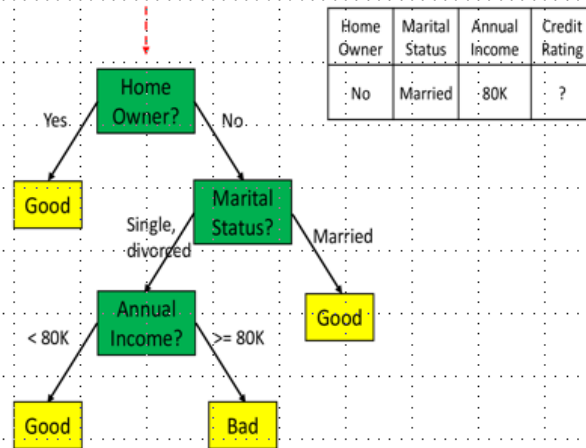 Home Marital Annual Credit
Owner Status Income Rating
No Married 80K ?
Home
Owner?
Yes No
Good
Marital
Status?
Single,
divorced
Married
Annual
Income?
Good
< 80K >= 80K
Good Bad